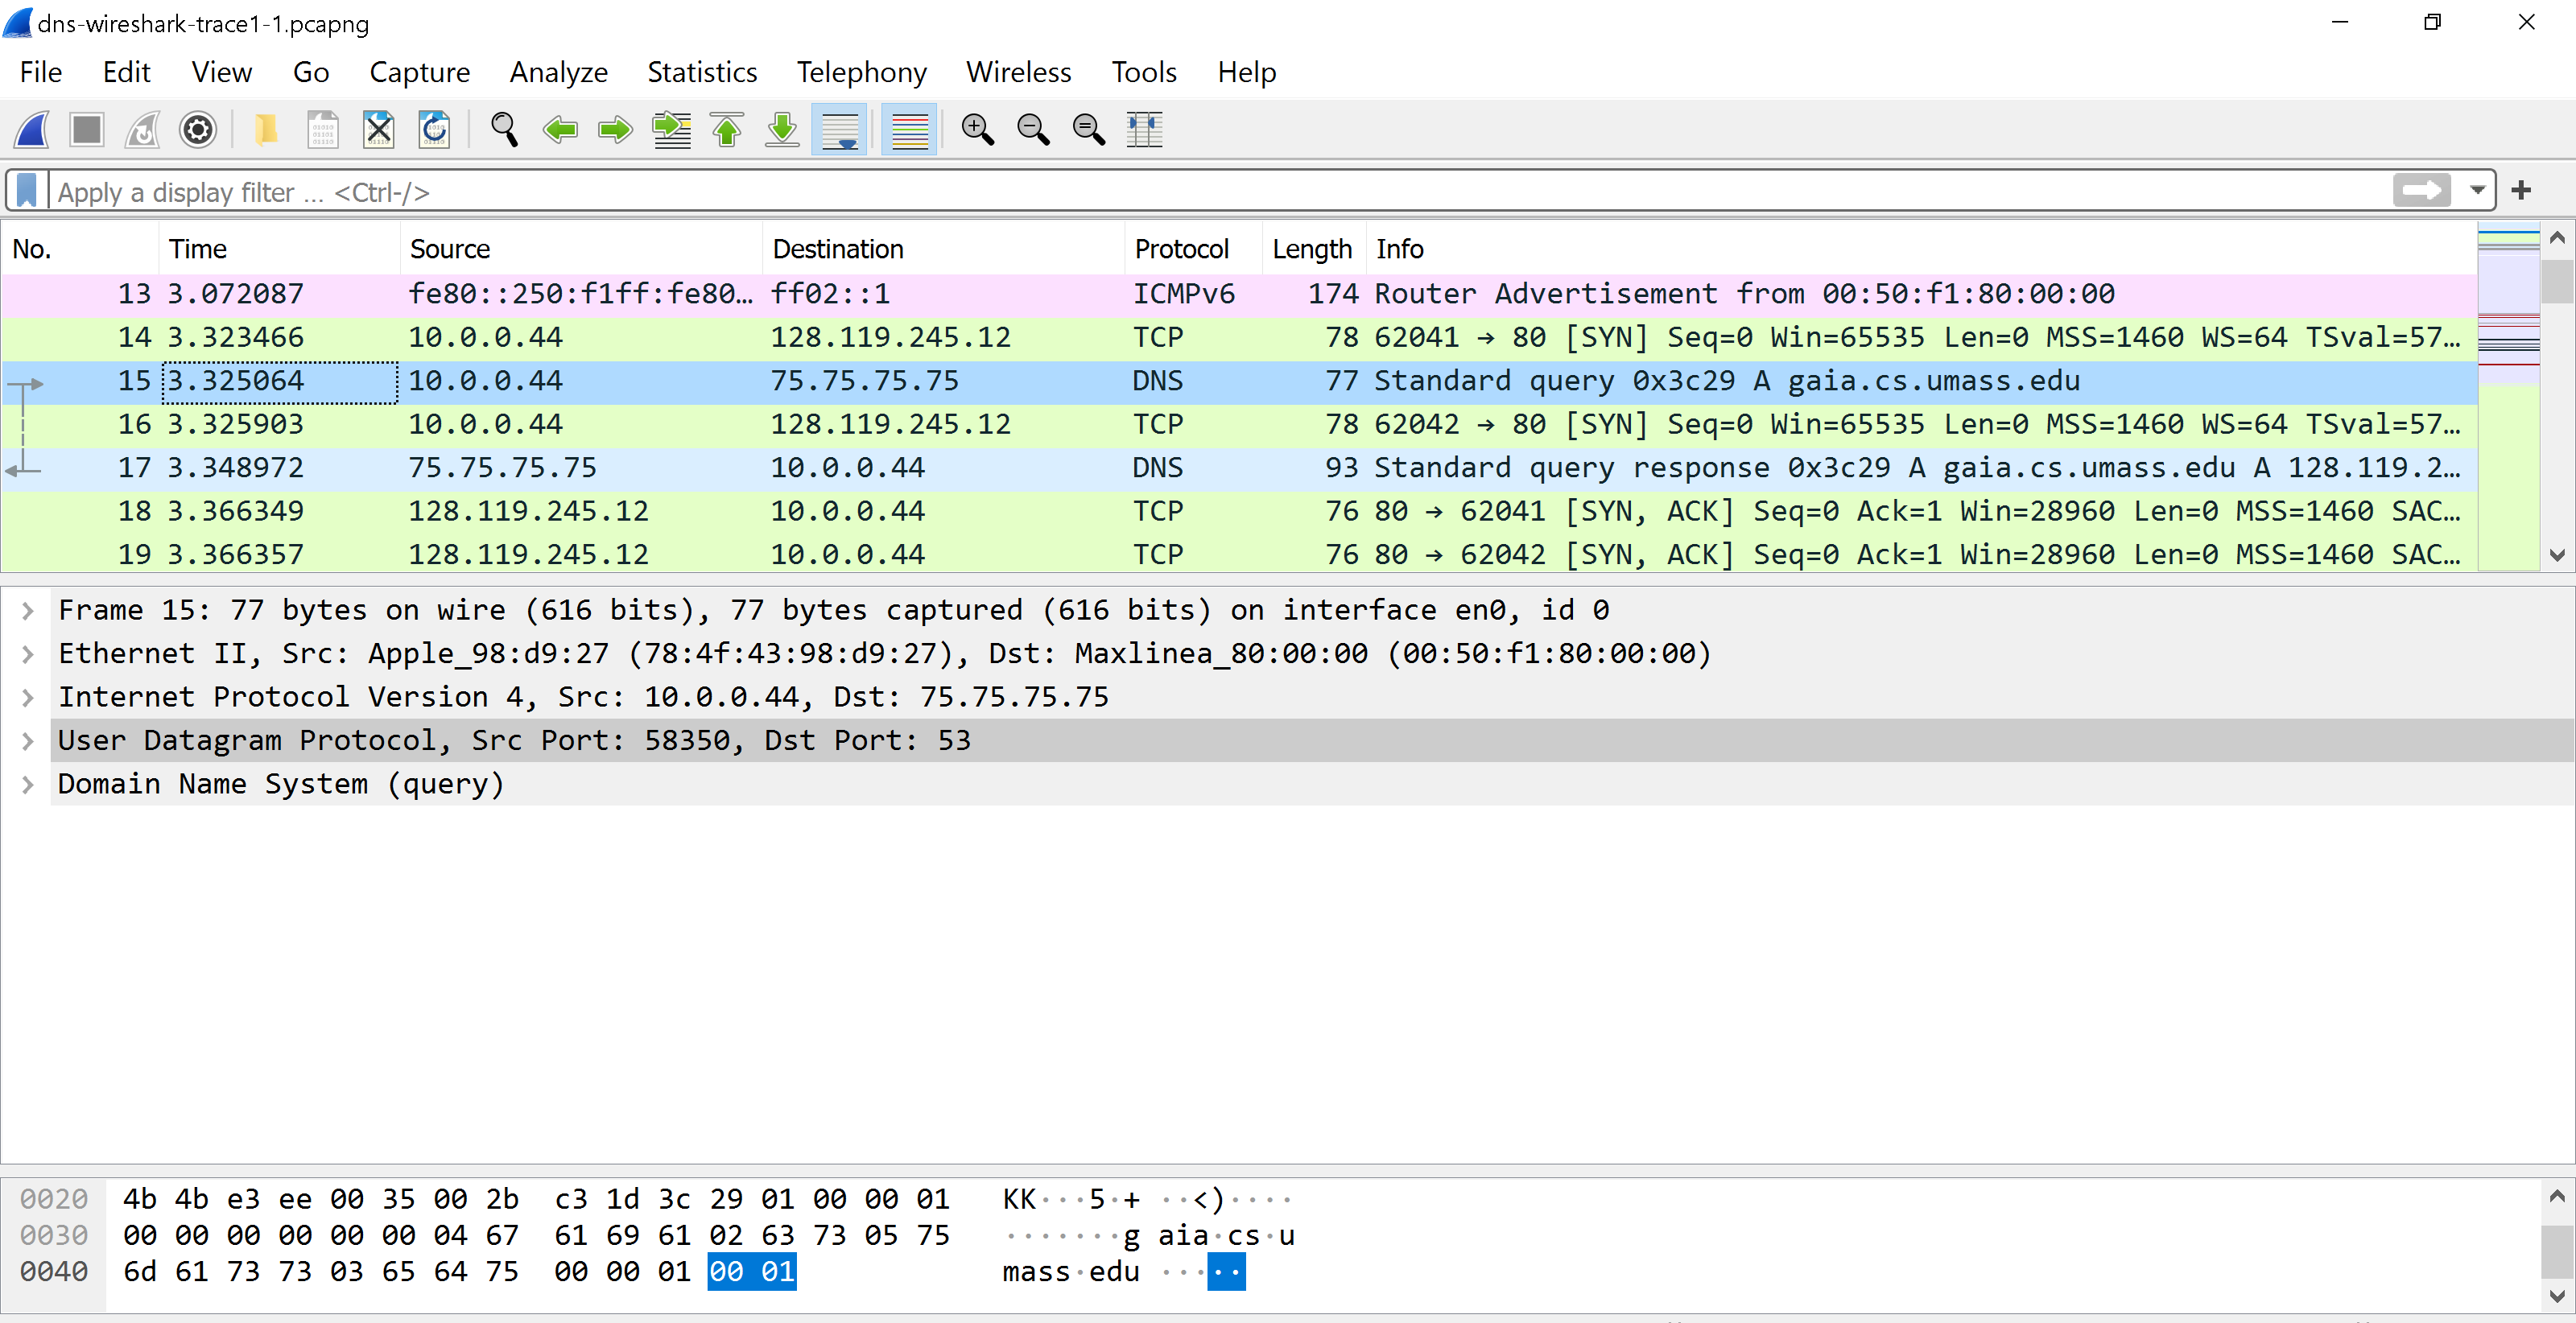 dns-wireshark-trace1-1.pcapng
File Edit View Go Capture Analyze Statistics Telephony Wireless Tools Help
Apply a display filter ... <Ctrl-/>
No. Time Source Destination Protocol Length Info
13 3.072087 fe80::250:f1ff:fe80… ff02::1 ICMPv6 174 Router Advertisement from 00:50:f1:80:00:00
14 3.323466 10.0.0.44 128.119.245.12 TCP 78 62041 → 80 [SYN] Seq=0 Win=65535 Len=0 MSS=1460 WS=64 TSval=57…
15 3.325064 10.0.0.44 75.75.75.75 DNS 77 Standard query 0x3c29 A gaia.cs.umass.edu
16 3.325903 10.0.0.44 128.119.245.12 TCP 78 62042 → 80 [SYN] Seq=0 Win=65535 Len=0 MSS=1460 WS=64 TSval=57…
17 3.348972 75.75.75.75 10.0.0.44 DNS 93 Standard query response 0x3c29 A gaia.cs.umass.edu A 128.119.2…
18 3.366349 128.119.245.12 10.0.0.44 TCP 76 80 → 62041 [SYN, ACK] Seq=0 Ack=1 Win=28960 Len=0 MSS=1460 SAC…
19 3.366357 128.119.245.12 10.0.0.44 TCP 76 80 → 62042 [SYN, ACK] Seq=0 Ack=1 Win=28960 Len=0 MSS=1460 SAC…
Frame 15: 77 bytes on wire (616 bits), 77 bytes captured (616 bits) on interface en0, id 0
Ethernet II, Src: Apple_98:d9:27 (78:4f:43:98:d9:27), Dst: Maxlinea_80:00:00 (00:50:f1:80:00:00)
Internet Protocol Version 4, Src: 10.0.0.44, Dst: 75.75.75.75
User Datagram Protocol, Src Port: 58350, Dst Port: 53
Domain Name System (query)
0020 4b 4b e3 ee 00 35 00 2b c3 1d 3c 29 01 00 00 01 KK···5·+ ··<)····
0030 00 00 00 00 00 00 04 67 61 69 61 02 63 73 05 75 ·······g aia·cs·u
0040 6d 61 73 73 03 65 64 75 00 00 01 00 01 mass·edu ·····